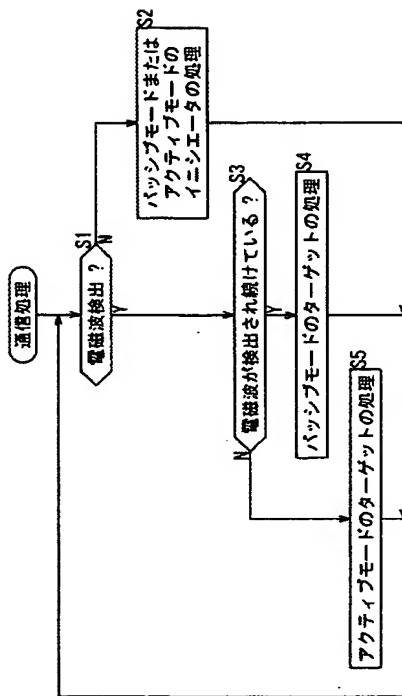 通信処理
S1
電磁波検出?
N
Y
S2
パッシブモードまたは
アクティブモードの
イニシエータの処理
S3
電磁波が検出され続けている?
N
Y
S4
パッシブモードのターゲットの処理
S5
アクティブモードのターゲットの処理